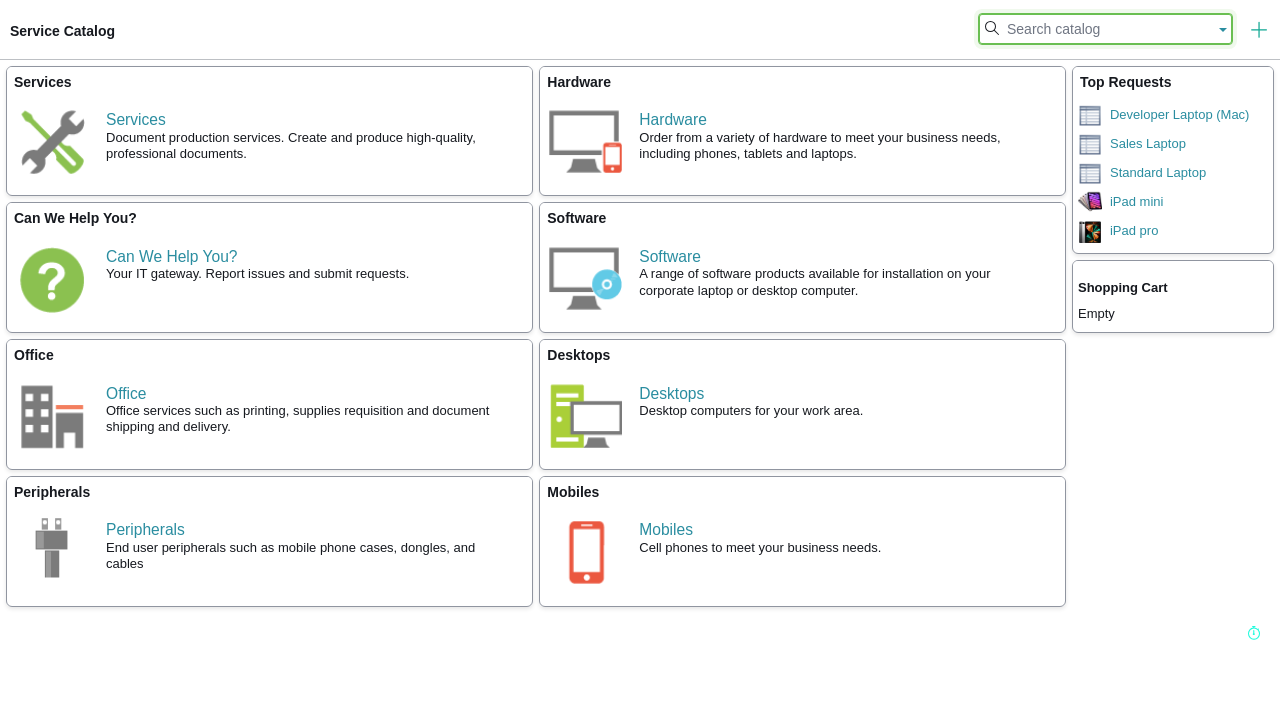 Service Catalog
Search catalog
Services
Services
Document production services. Create and produce high-quality,
professional documents.
Hardware
Hardware
Order from a variety of hardware to meet your business needs,
including phones, tablets and laptops.
Can We Help You?
Can We Help You?
Your IT gateway. Report issues and submit requests.
Software
Software
A range of software products available for installation on your
corporate laptop or desktop computer.
Office
Office
Office services such as printing, supplies requisition and document
shipping and delivery.
Desktops
Desktops
Desktop computers for your work area.
Peripherals
Peripherals
End user peripherals such as mobile phone cases, dongles, and
cables
Mobiles
Mobiles
Cell phones to meet your business needs.
Top Requests
Developer Laptop (Mac)
Sales Laptop
Standard Laptop
iPad mini
iPad pro
Shopping Cart
Empty